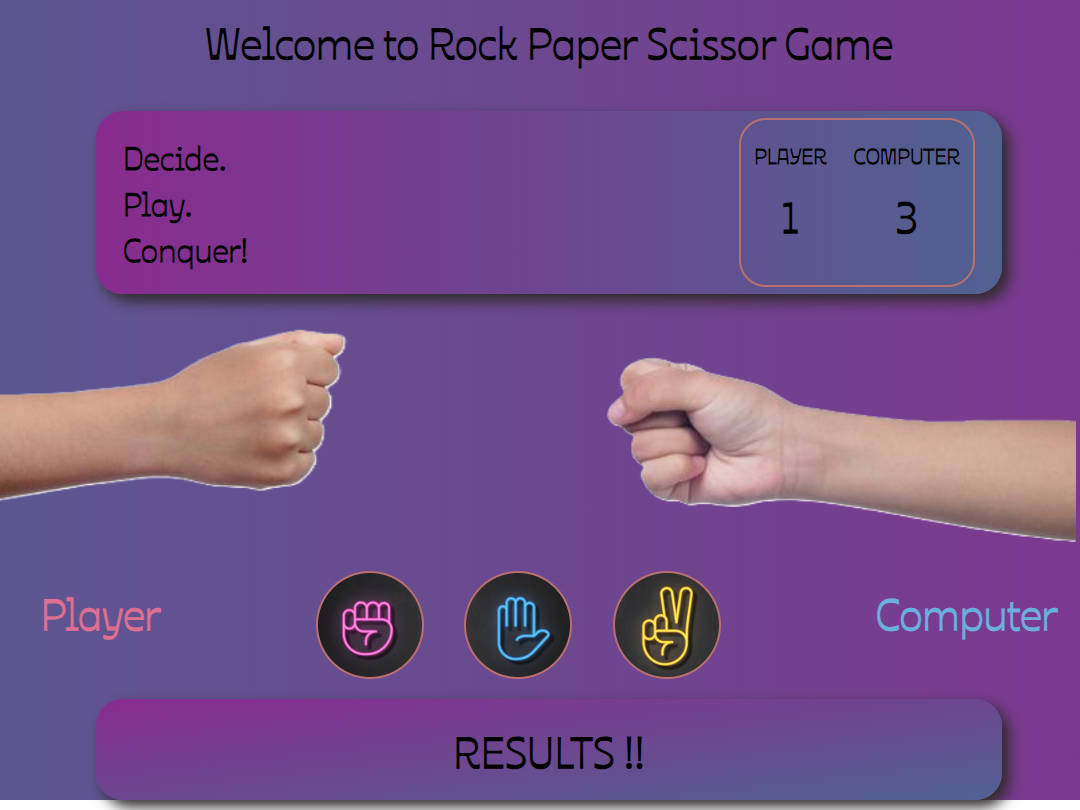 Welcome to Rock Paper Scissor Game
Decide.
Play.
Conquer!
PLAYER COMPUTER
1 3
Player
Computer
RESULTS !!